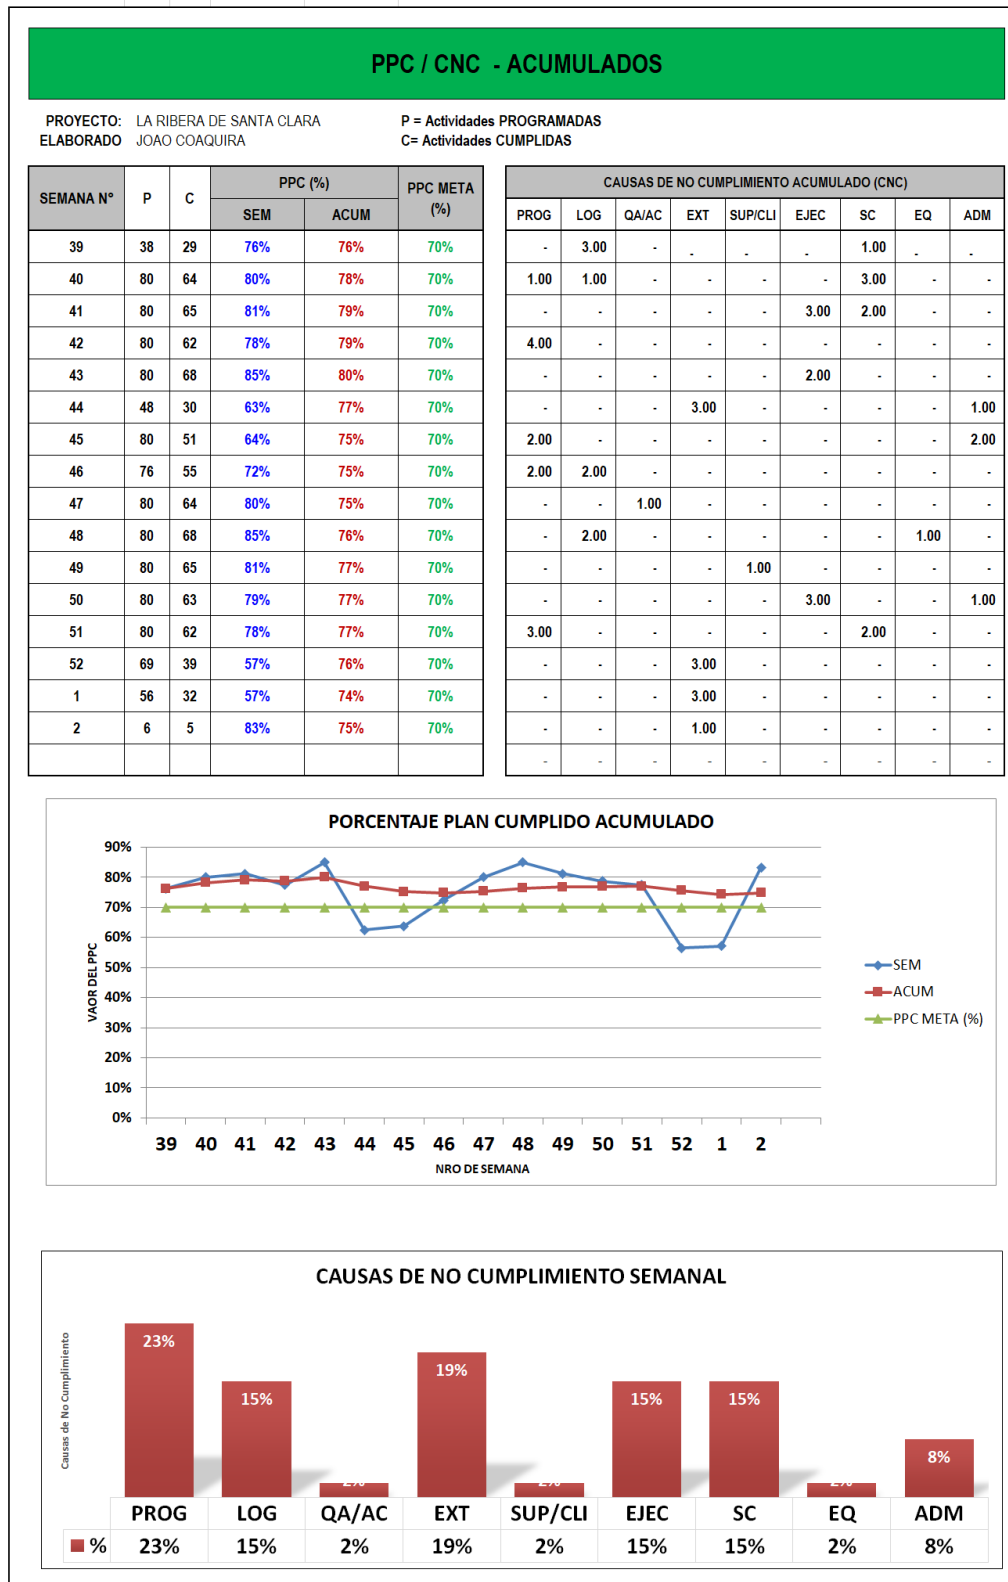 PPC / CNC - ACUMULADOS
PROYECTO: LA RIBERA DE SANTA CLARA P = Actividades PROGRAMADAS
ELABORADO JOAO COAQUIRA C= Actividades CUMPLIDAS
SEMANA N° P C PPC (%) PPC META (%)
SEM ACUM
39 38 29 76% 76% 70%
40 80 64 80% 78% 70%
41 80 65 81% 79% 70%
42 80 62 78% 79% 70%
43 80 68 85% 80% 70%
44 48 30 63% 77% 70%
45 80 51 64% 75% 70%
46 76 55 72% 75% 70%
47 80 64 80% 75% 70%
48 80 68 85% 76% 70%
49 80 65 81% 77% 70%
50 80 63 79% 77% 70%
51 80 62 78% 77% 70%
52 69 39 57% 76% 70%
1 56 32 57% 74% 70%
2 6 5 83% 75% 70%
CAUSAS DE NO CUMPLIMIENTO ACUMULADO (CNC)
PROG LOG QA/AC EXT SUP/CLI EJEC SC EQ ADM
- 3.00 - - - - 1.00 - -
1.00 1.00 - - - - 3.00 - -
- - - - - 3.00 2.00 - -
4.00 - - - - - - - -
- - - - - 2.00 - - -
- - - 3.00 - - - - 1.00
2.00 - - - - - - - 2.00
2.00 2.00 - - - - - - -
- - 1.00 - - - - - -
- 2.00 - - - - - 1.00 -
- - - - 1.00 - - - -
- - - - - 3.00 - - 1.00
3.00 - - - - - 2.00 - -
- - - 3.00 - - - - -
- - - 3.00 - - - - -
- - - 1.00 - - - - -
- - - - - - - - -
PORCENTAJE PLAN CUMPLIDO ACUMULADO
VAOR DEL PPC
90%
80%
70%
60%
50%
40%
30%
20%
10%
0%
39 40 41 42 43 44 45 46 47 48 49 50 51 52 1 2
NRO DE SEMANA
SEM
ACUM
PPC META (%)
CAUSAS DE NO CUMPLIMIENTO SEMANAL
Causas de No Cumplimiento
23% 15% 2% 19% 2% 15% 15% 2% 8%
PROG LOG QA/AC EXT SUP/CLI EJEC SC EQ ADM
% 23% 15% 2% 19% 2% 15% 15% 2% 8%